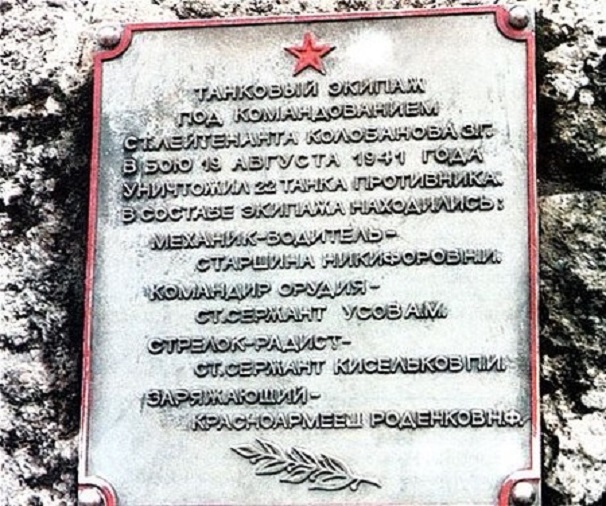 ТАНКОВЫЙ ЭКИПАЖ
ПОД КОМАНДОВАНИЕМ
СТ.ЛЕЙТЕНАНТА КОЛОБАНОВА З.Г.
В БОЮ 19 АВГУСТА 1941 ГОДА
УНИЧТОЖИЛ 22 ТАНКА ПРОТИВНИКА.
В СОСТАВЕ ЭКИПАЖА НАХОДИЛИСЬ:
МЕХАНИК-ВОДИТЕЛЬ-
СТАРШИНА НИКИФОРОВ Н.И.
КОМАНДИР ОРУДИЯ-
СТ.СЕРЖАНТ УСОВ А.М.
СТРЕЛОК-РАДИСТ-
СТ.СЕРЖАНТ КИСЕЛЬКОВ П.И.
ЗАРЯЖАЮЩИЙ-
КРАСНОАРМЕЕЦ РОДЕНКОВ Н.Ф.